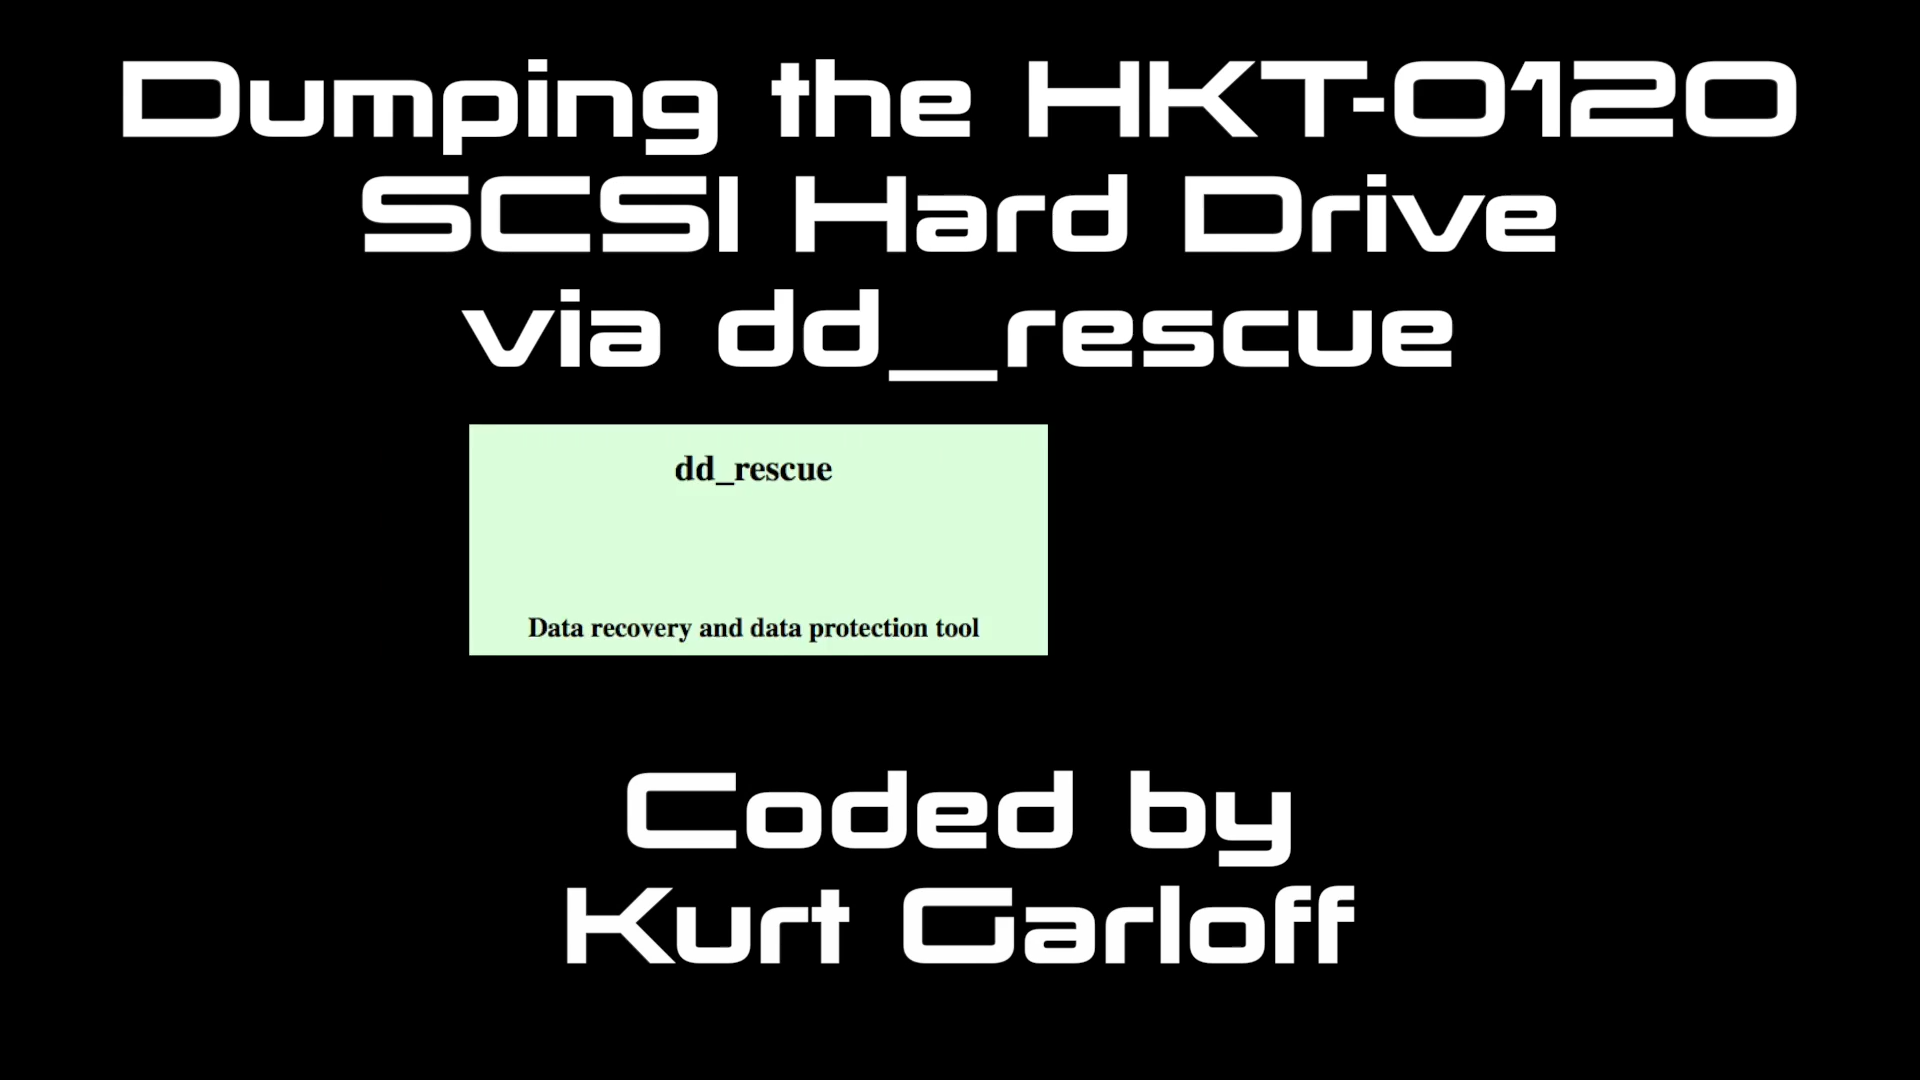 Dumping the HKT-0120
SCSI Hard Drive
via dd_rescue
dd_rescue
Data recovery and data protection tool
Coded by
Kurt Garloff